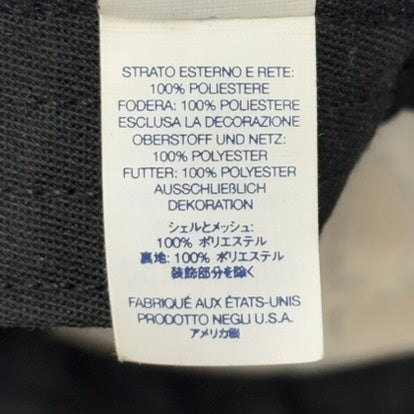 STRATO ESTERNO E RETE:
100% POLIESTERE
FODERA: 100% POLIESTERE
ESCLUSA LA DECORAZIONE
OBERSTOFF UND NETZ:
100% POLYESTER
FUTTER: 100% POLYESTER
AUSSCHLIEßLICH
DEKORATION
シェルとメッシュ:
100% ポリエステル
裏地: 100% ポリエステル
装飾部分を除く
FABRIQUÉ AUX ÉTATS-UNIS
PRODOTTO NEGLI U.S.A.
アメリカ製